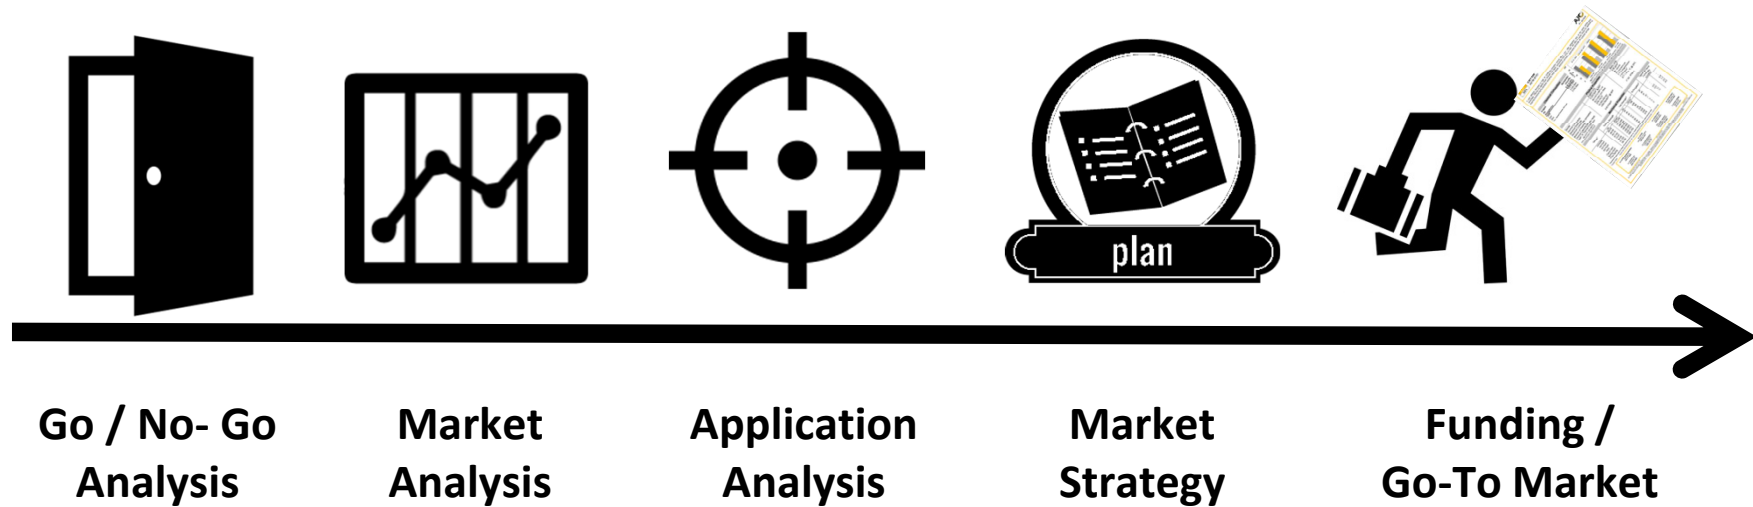 plan
Go / No- Go
Analysis
Market
Analysis
Application
Analysis
Market
Strategy
Funding /
Go-To Market